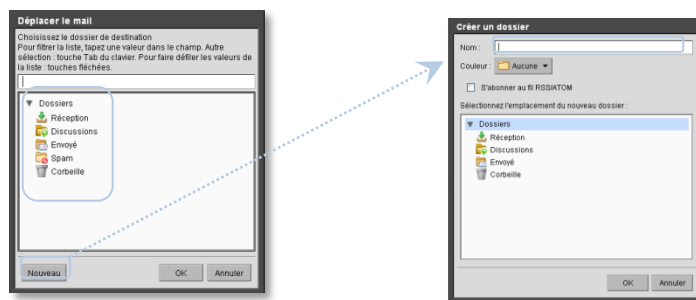 Déplacer le mail
Choisissez le dossier de destination
Pour filtrer la liste, tapez une valeur dans le champ. Autre
sélection : touche Tab du clavier. Pour faire défiler les valeurs de
la liste : touches fléchées.
Dossiers
Réception
Discussions
Envoyé
Spam
Corbeille
Nouveau
OK
Annuler
Créer un dossier
Nom :
Couleur :
Aucune
S'abonner au fil RSS/ATOM
Sélectionnez l'emplacement du nouveau dossier :
Dossiers
Réception
Discussions
Envoyé
Corbeille
OK
Annuler